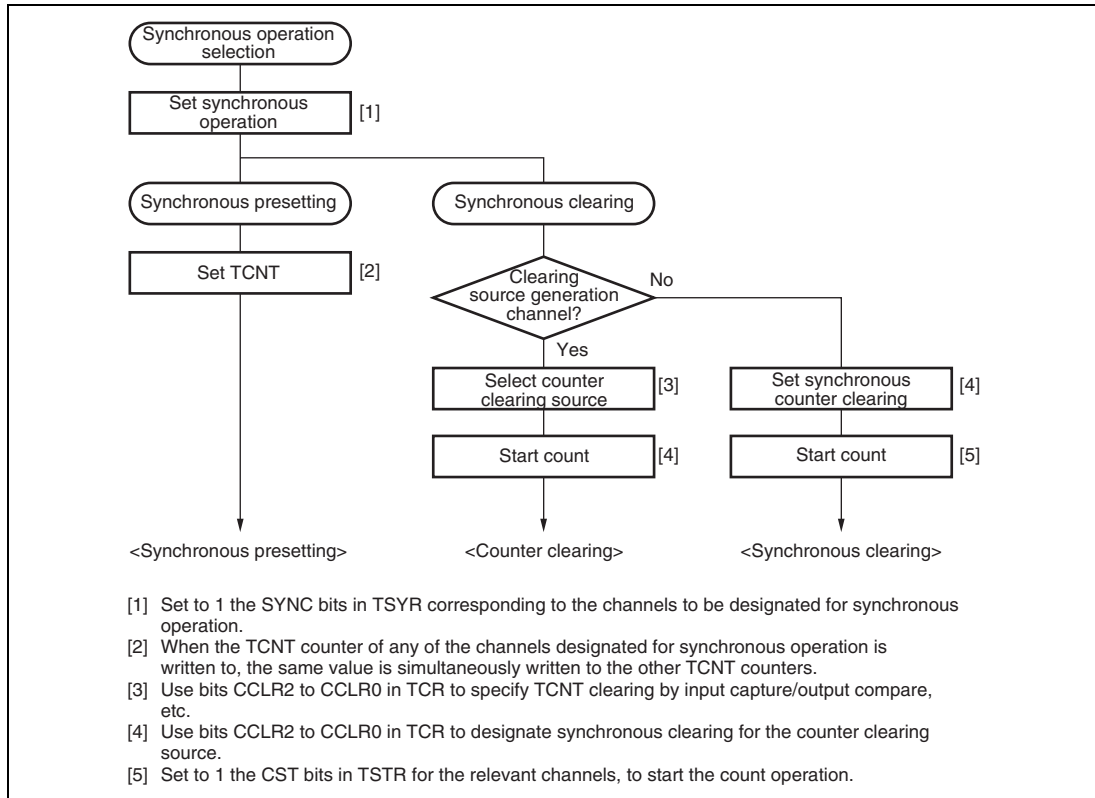 Synchronous operation
selection
Set synchronous
operation
[1]
Synchronous presetting
Synchronous clearing
Set TCNT
[2]
Clearing
source generation
channel?
No
Yes
Select counter
clearing source
[3]
Set synchronous
counter clearing
[4]
Start count
[4]
Start count
[5]
<Synchronous presetting>
<Counter clearing>
<Synchronous clearing>
[1] Set to 1 the SYNC bits in TSYR corresponding to the channels to be designated for synchronous
operation.
[2] When the TCNT counter of any of the channels designated for synchronous operation is
written to, the same value is simultaneously written to the other TCNT counters.
[3] Use bits CCLR2 to CCLR0 in TCR to specify TCNT clearing by input capture/output compare,
etc.
[4] Use bits CCLR2 to CCLR0 in TCR to designate synchronous clearing for the counter clearing
source.
[5] Set to 1 the CST bits in TSTR for the relevant channels, to start the count operation.